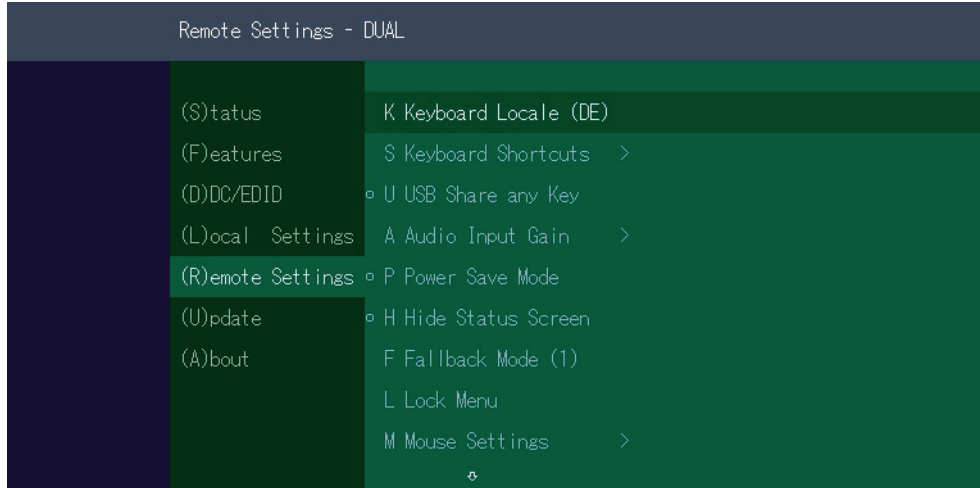 Remote Settings - DUAL
(S)tatus
(F)eatures
(D)DC/EDID
(L)ocal Settings
(R)emote Settings
(U)pdate
(A)bout
K Keyboard Locale (DE)
S Keyboard Shortcuts >
U USB Share any Key
A Audio Input Gain >
P Power Save Mode
H Hide Status Screen
F Fallback Mode (1)
L Lock Menu
M Mouse Settings >